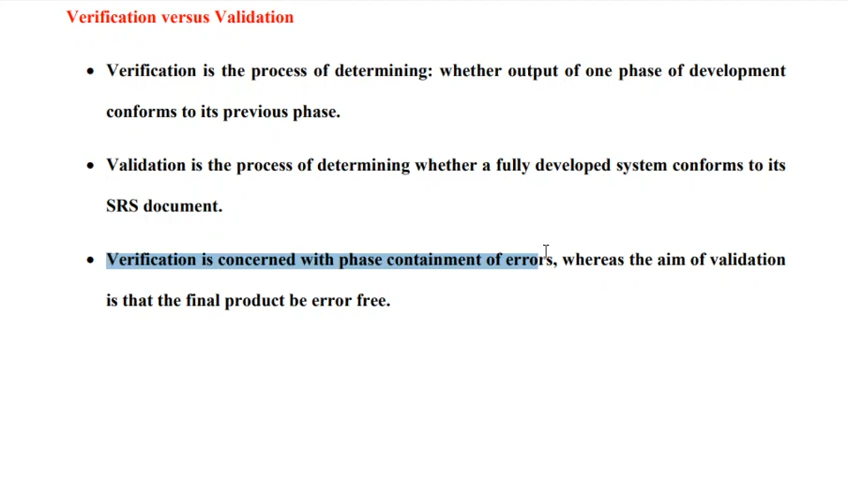 Verification versus Validation
• Verification is the process of determining: whether output of one phase of development
conforms to its previous phase.
• Validation is the process of determining whether a fully developed system conforms to its
SRS document.
• Verification is concerned with phase containment of errors, whereas the aim of validation
is that the final product be error free.